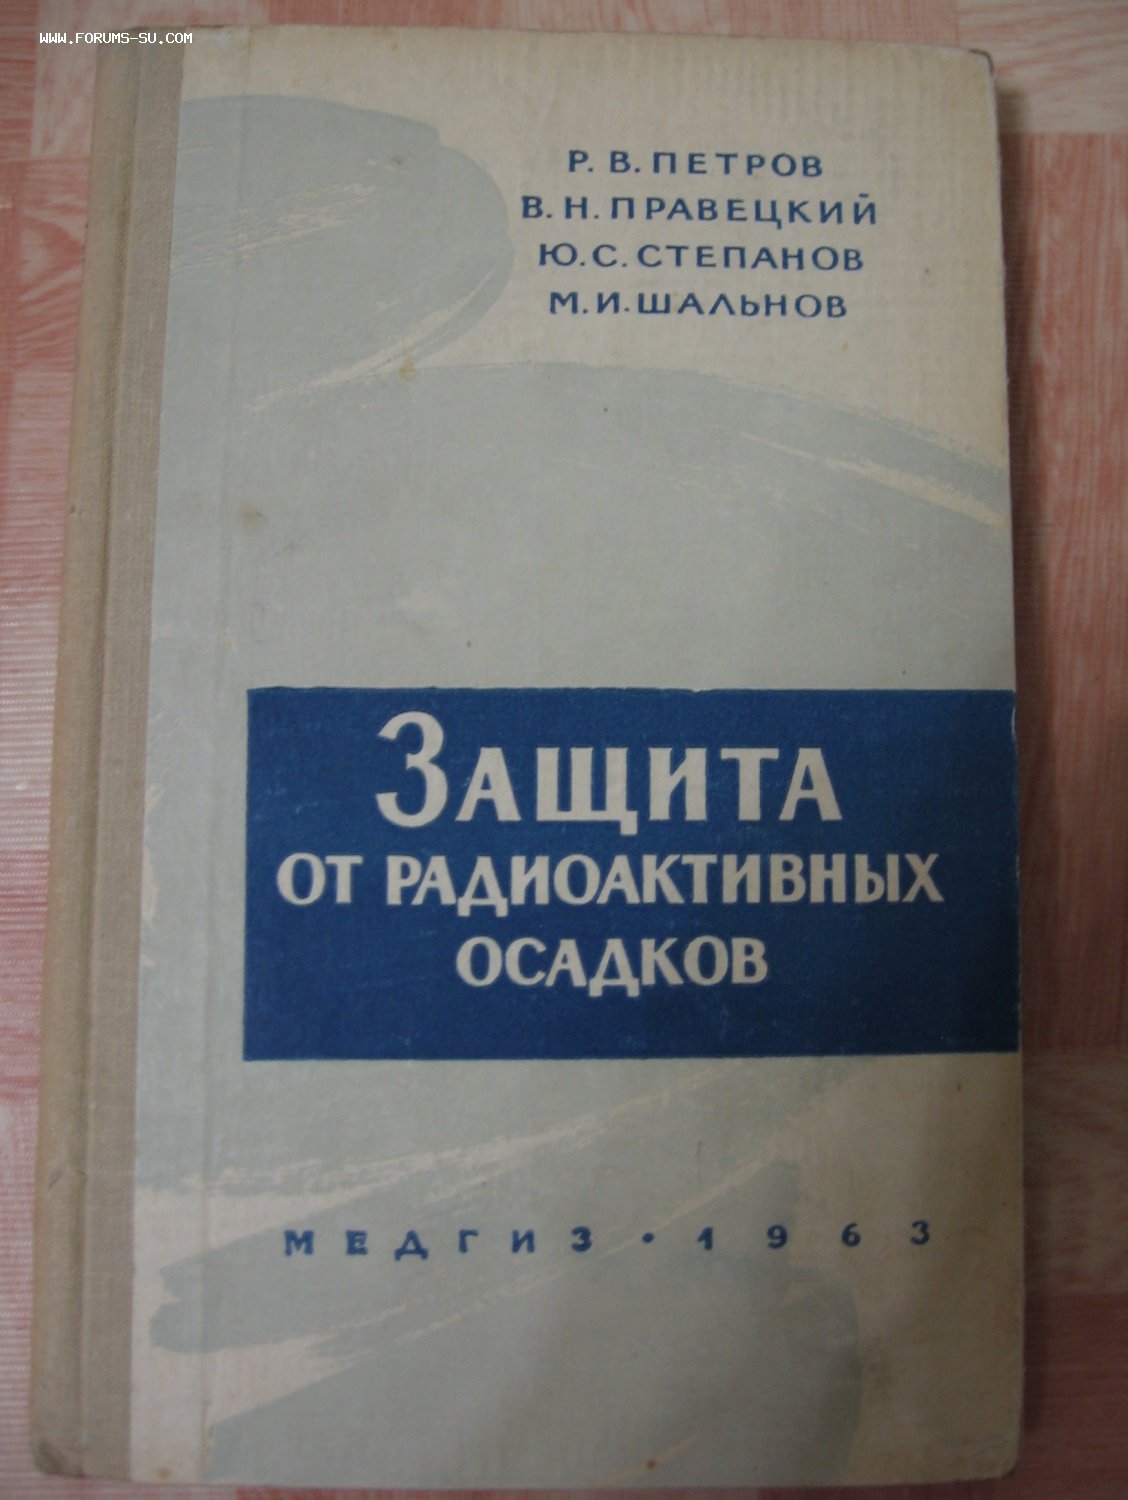 www.forums-su.com
Р. В. ПЕТРОВ
В. Н. ПРАВЕЦКИЙ
Ю. С. СТЕПАНОВ
М. И. ШАЛЬНОВ
ЗАЩИТА
ОТ РАДИОАКТИВНЫХ
ОСАДКОВ
МЕДГИЗ · 1963